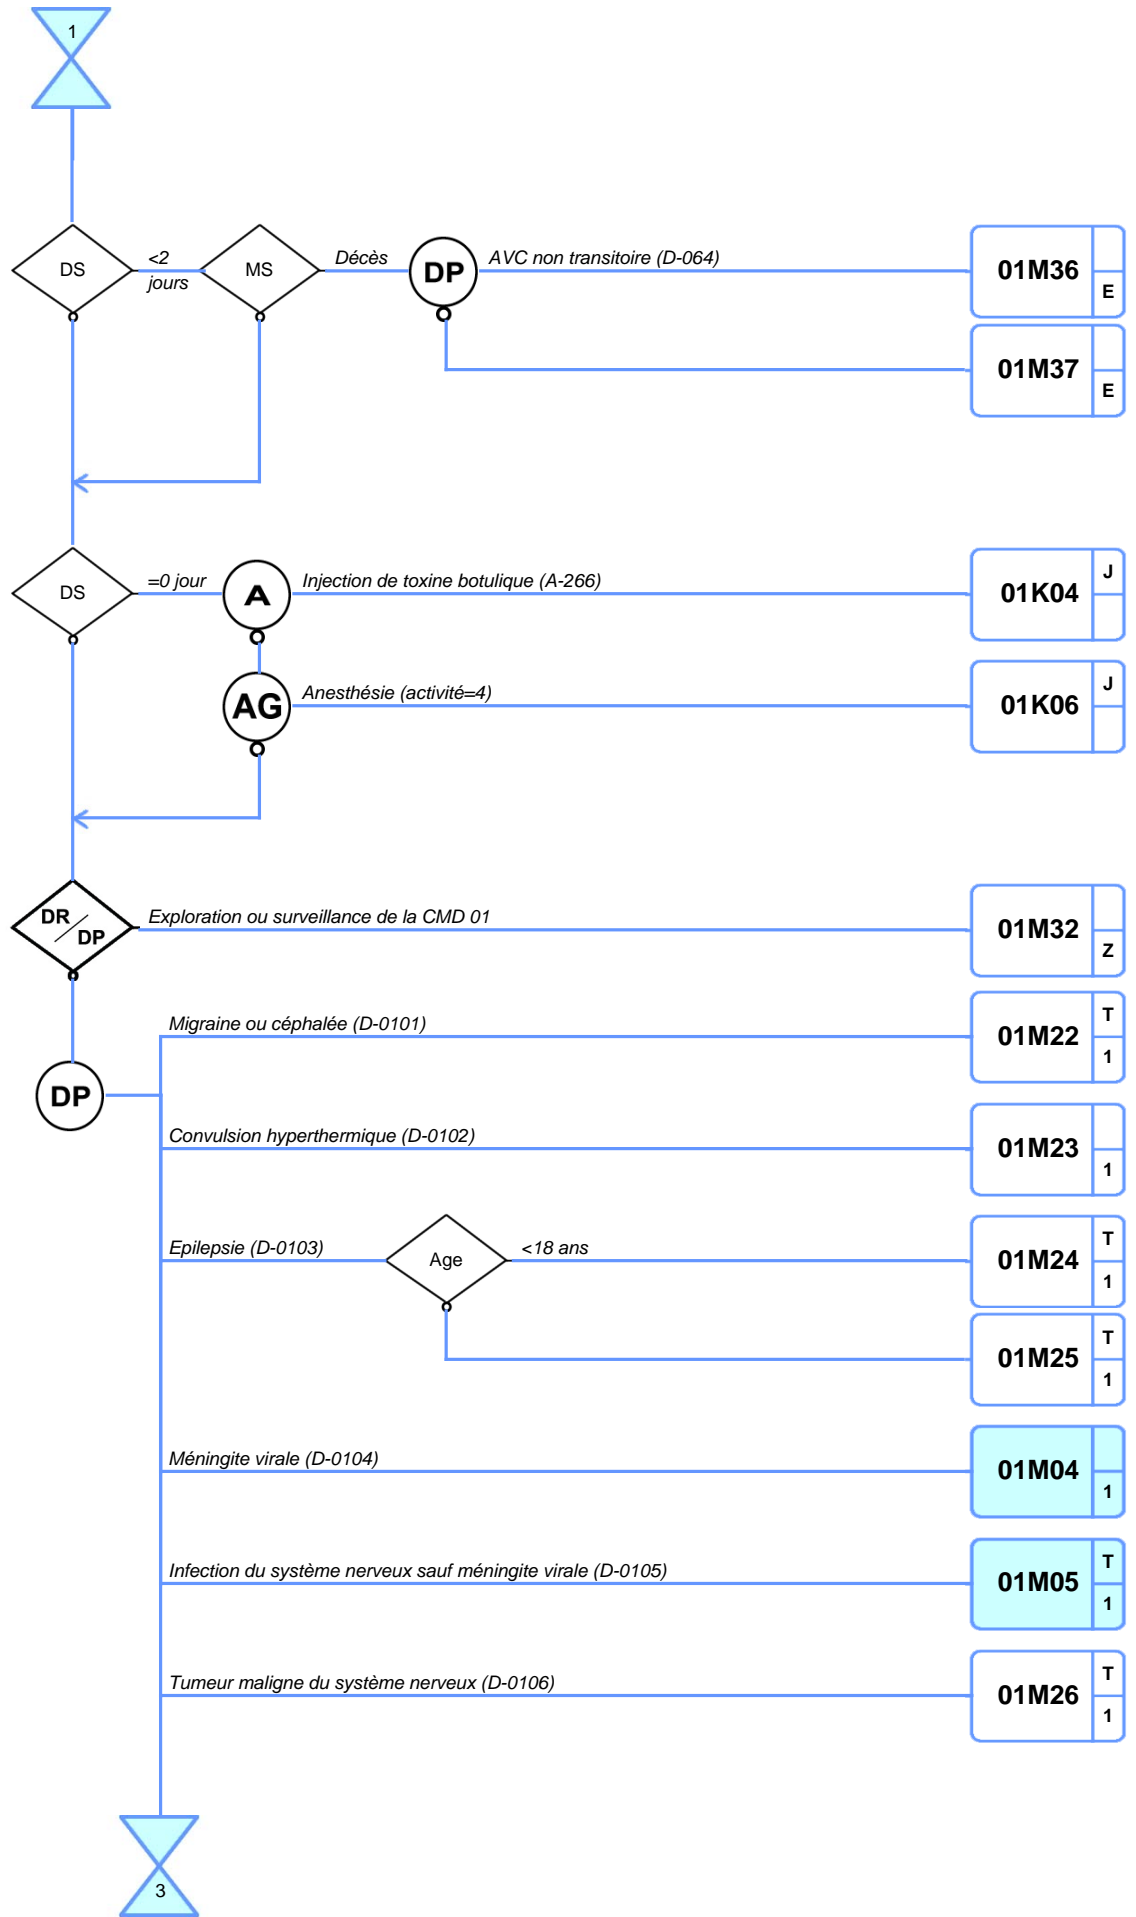 1
DS
<2
jours
MS
Décès
DP
AVC non transitoire (D-064)
01M36
E
01M37
E
DS
=0 jour
A
Injection de toxine botulique (A-266)
01K04
J
AG
Anesthésie (activité=4)
01K06
J
DR
DP
Exploration ou surveillance de la CMD 01
01M32
Z
Migraine ou céphalée (D-0101)
01M22
T
1
DP
Convulsion hyperthermique (D-0102)
01M23
1
Epilepsie (D-0103)
Age
<18 ans
01M24
T
1
01M25
T
1
Méningite virale (D-0104)
01M04
1
Infection du système nerveux sauf méningite virale (D-0105)
01M05
T
1
Tumeur maligne du système nerveux (D-0106)
01M26
T
1
3